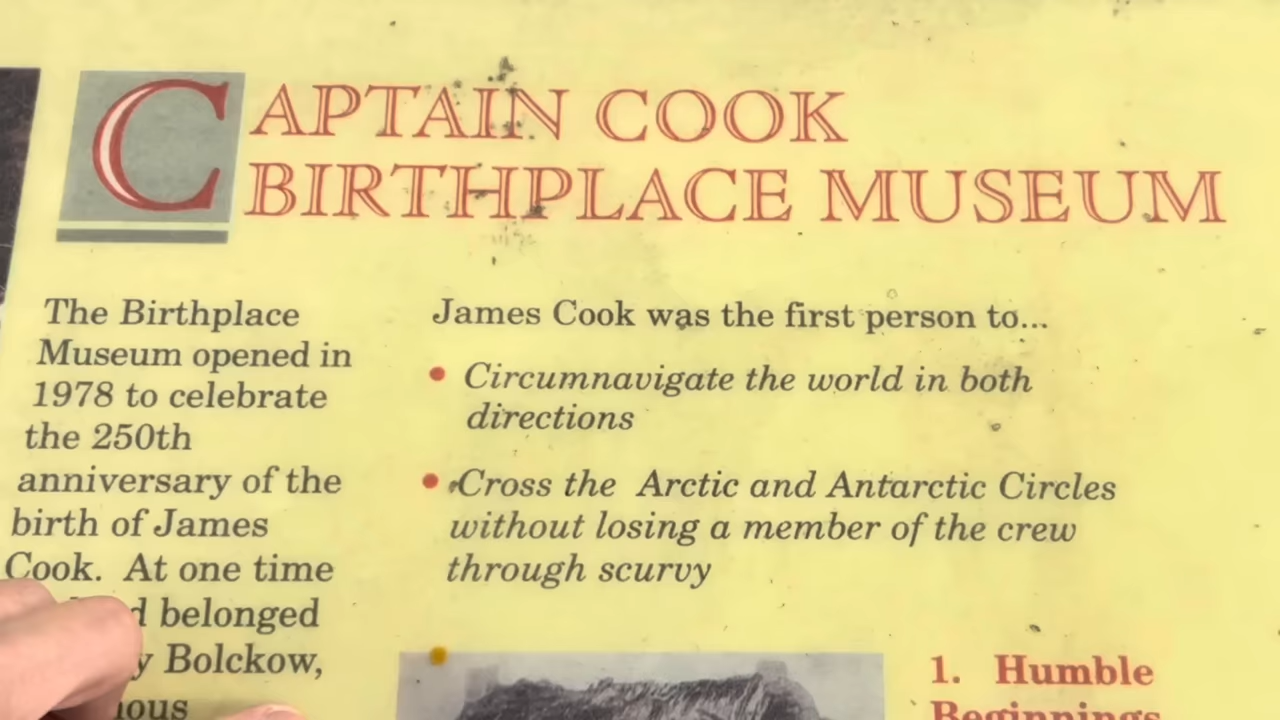 CAPTAIN COOK
BIRTHPLACE MUSEUM
The Birthplace
Museum opened in
1978 to celebrate
the 250th
anniversary of the
birth of James
Cook. At one time
belonged
Bolckow,
James Cook was the first person to...
• Circumnavigate the world in both
directions
• Cross the Arctic and Antarctic Circles
without losing a member of the crew
through scurvy
1. Humble
Beginnings